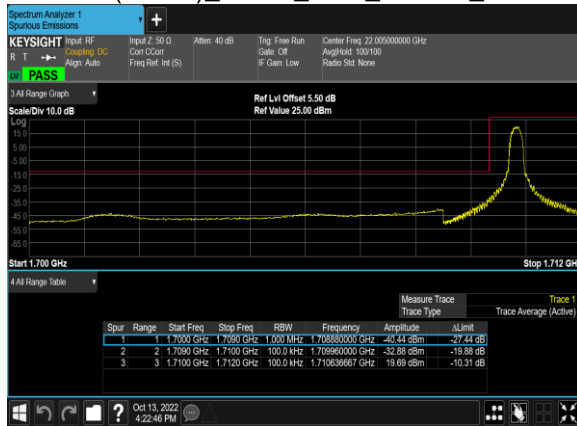 Spectrum Analyzer 1
Spurious Emissions
+
KEYSIGHT Input: RF Input Z: 50 Ω Atten: 40 dB Trig: Free Run Center Freq: 22.005000000 GHz
R T Coupling: DC Corr CCorr Gate: Off Avg|Hold: 100/100
Align: Auto Freq Ref: Int (S) IF Gain: Low Radio Std: None
LW PASS
3 All Range Graph
Ref Lvl Offset 5.50 dB
Scale/Div 10.0 dB Ref Value 25.00 dBm
Log
15.0
5.00
-5.00
-15.0
-25.0
-35.0
-45.0
-55.0
-65.0
Start 1.700 GHz Stop 1.712 GH
4 All Range Table
Measure Trace Trace 1
Trace Type Trace Average (Active)
Spur Range Start Freq Stop Freq RBW Frequency Amplitude ΔLimit
1 1 1.7000 GHz 1.7090 GHz 1.000 MHz 1.708880000 GHz -40.44 dBm -27.44 dB
2 2 1.7090 GHz 1.7100 GHz 100.0 kHz 1.709960000 GHz -32.88 dBm -19.88 dB
3 3 1.7100 GHz 1.7120 GHz 100.0 kHz 1.710636667 GHz 19.69 dBm -10.31 dB
? Oct 13, 2022
4:22:46 PM